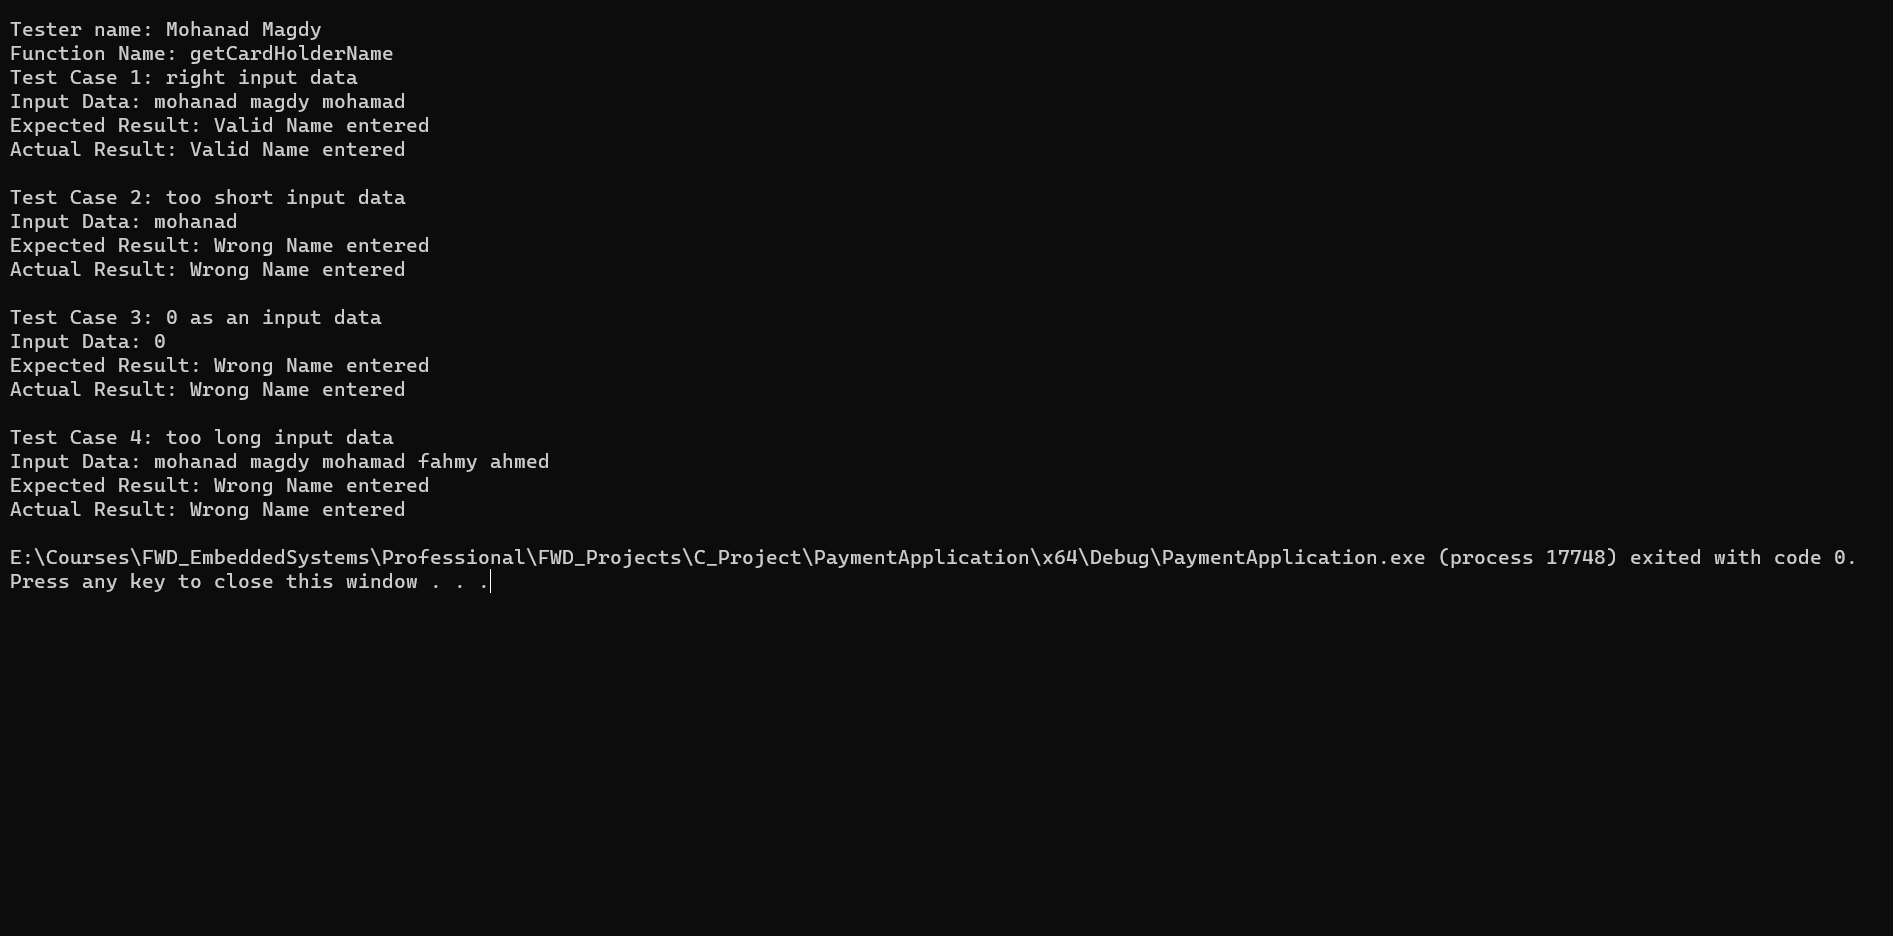 Tester name: Mohanad Magdy
Function Name: getCardHolderName
Test Case 1: right input data
Input Data: mohanad magdy mohamad
Expected Result: Valid Name entered
Actual Result: Valid Name entered
Test Case 2: too short input data
Input Data: mohanad
Expected Result: Wrong Name entered
Actual Result: Wrong Name entered
Test Case 3: 0 as an input data
Input Data: 0
Expected Result: Wrong Name entered
Actual Result: Wrong Name entered
Test Case 4: too long input data
Input Data: mohanad magdy mohamad fahmy ahmed
Expected Result: Wrong Name entered
Actual Result: Wrong Name entered
E:\Courses\FWD_EmbeddedSystems\Professional\FWD_Projects\C_Project\PaymentApplication\x64\Debug\PaymentApplication.exe (process 17748) exited with code 0.
Press any key to close this window . . .